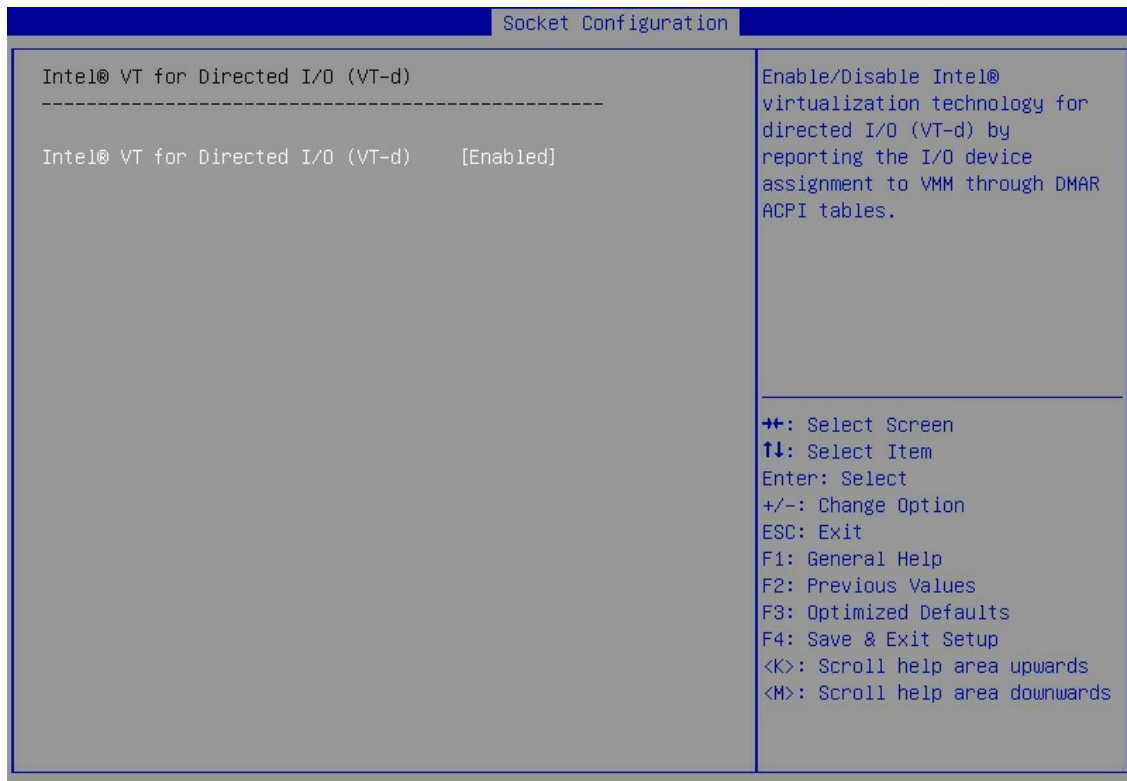 Socket Configuration
Intel® VT for Directed I/O (VT-d)
--------------------------------------------------
Intel® VT for Directed I/O (VT-d) [Enabled]
Enable/Disable Intel®
virtualization technology for
directed I/O (VT-d) by
reporting the I/O device
assignment to VMM through DMAR
ACPI tables.
→←: Select Screen
↑↓: Select Item
Enter: Select
+/-: Change Option
ESC: Exit
F1: General Help
F2: Previous Values
F3: Optimized Defaults
F4: Save & Exit Setup
<K>: Scroll help area upwards
<M>: Scroll help area downwards